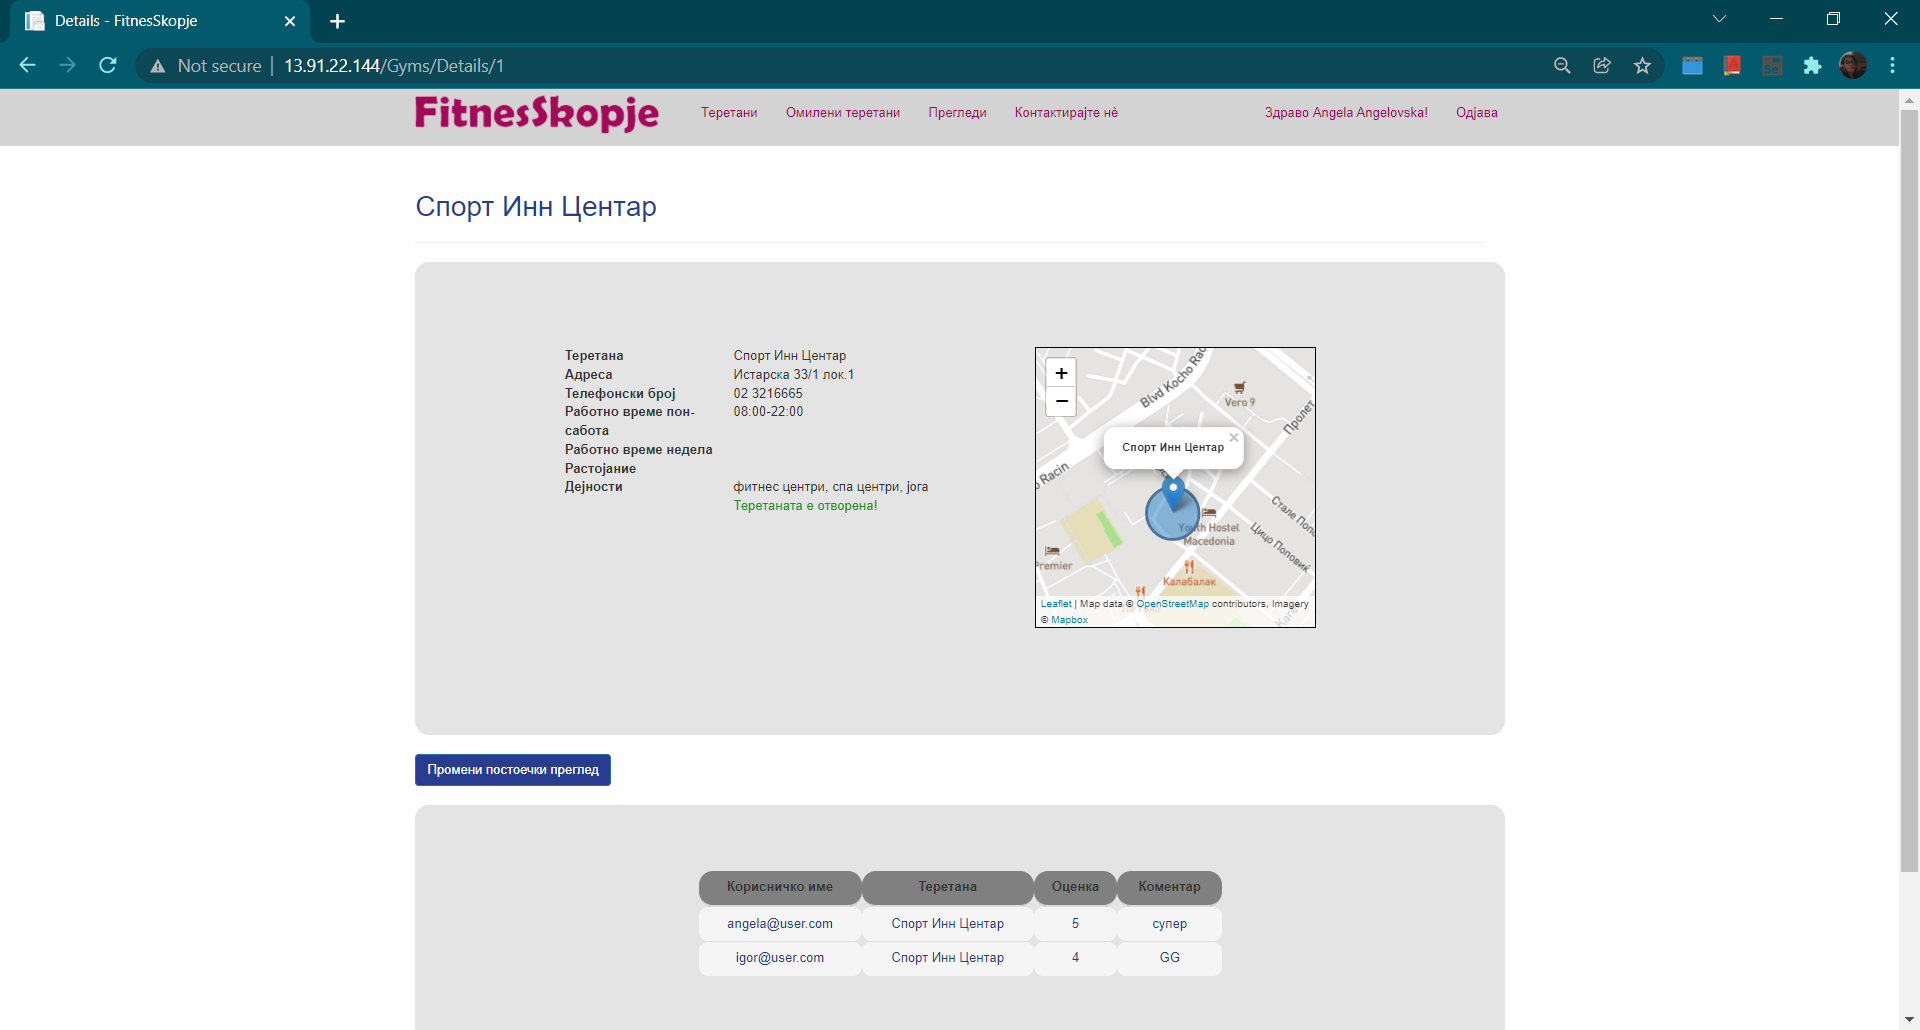 Details - FitnesSkopje
Not secure | 13.91.22.144/Gyms/Details/1
FitnesSkopje Теретани Омилени теретани Прегледи Контактирајте нѐ Здраво Angela Angelovska! Одјава
Спорт Инн Центар
Теретана Спорт Инн Центар
Адреса Истарска 33/1 лок.1
Телефонски број 02 3216665
Работно време пон- 08:00-22:00
сабота
Работно време недела
Растојание
Дејности фитнес центри, спа центри, јога
Теретаната е отворена!
+
−
Blvd Kocho Rac
Vero 9
Пролет
Спорт Инн Центар
×
o Racin
Стале Попо
Youth Hostel
Macedonia
Цицо Поповиќ
Premier
Калабалак
Leaflet | Map data © OpenStreetMap contributors, Imagery
© Mapbox
Промени постоечки преглед
Корисничко име Теретана Оценка Коментар
angela@user.com Спорт Инн Центар 5 супер
igor@user.com Спорт Инн Центар 4 GG